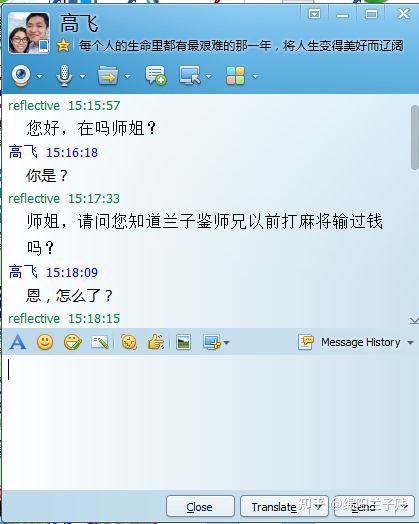 高飞
每个人的生命里都有最艰难的那一年，将人生变得美好而辽阔
reflective 15:15:57
您好，在吗师姐？
高飞 15:16:18
你是？
reflective 15:17:33
师姐，请问您知道兰子鉴师兄以前打麻将输过钱
吗？
高飞 15:18:09
恩，怎么了？
reflective 15:18:15
Message History
Close
Translate
Send